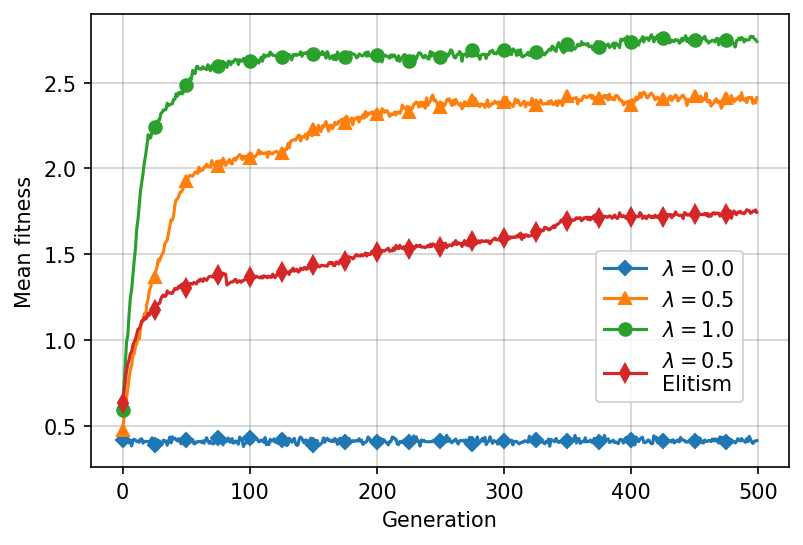 Mean fitness
2.5
2.0
1.5
1.0
0.5
λ = 0.0
λ = 0.5
λ = 1.0
λ = 0.5
Elitism
0 100 200 300 400 500
Generation